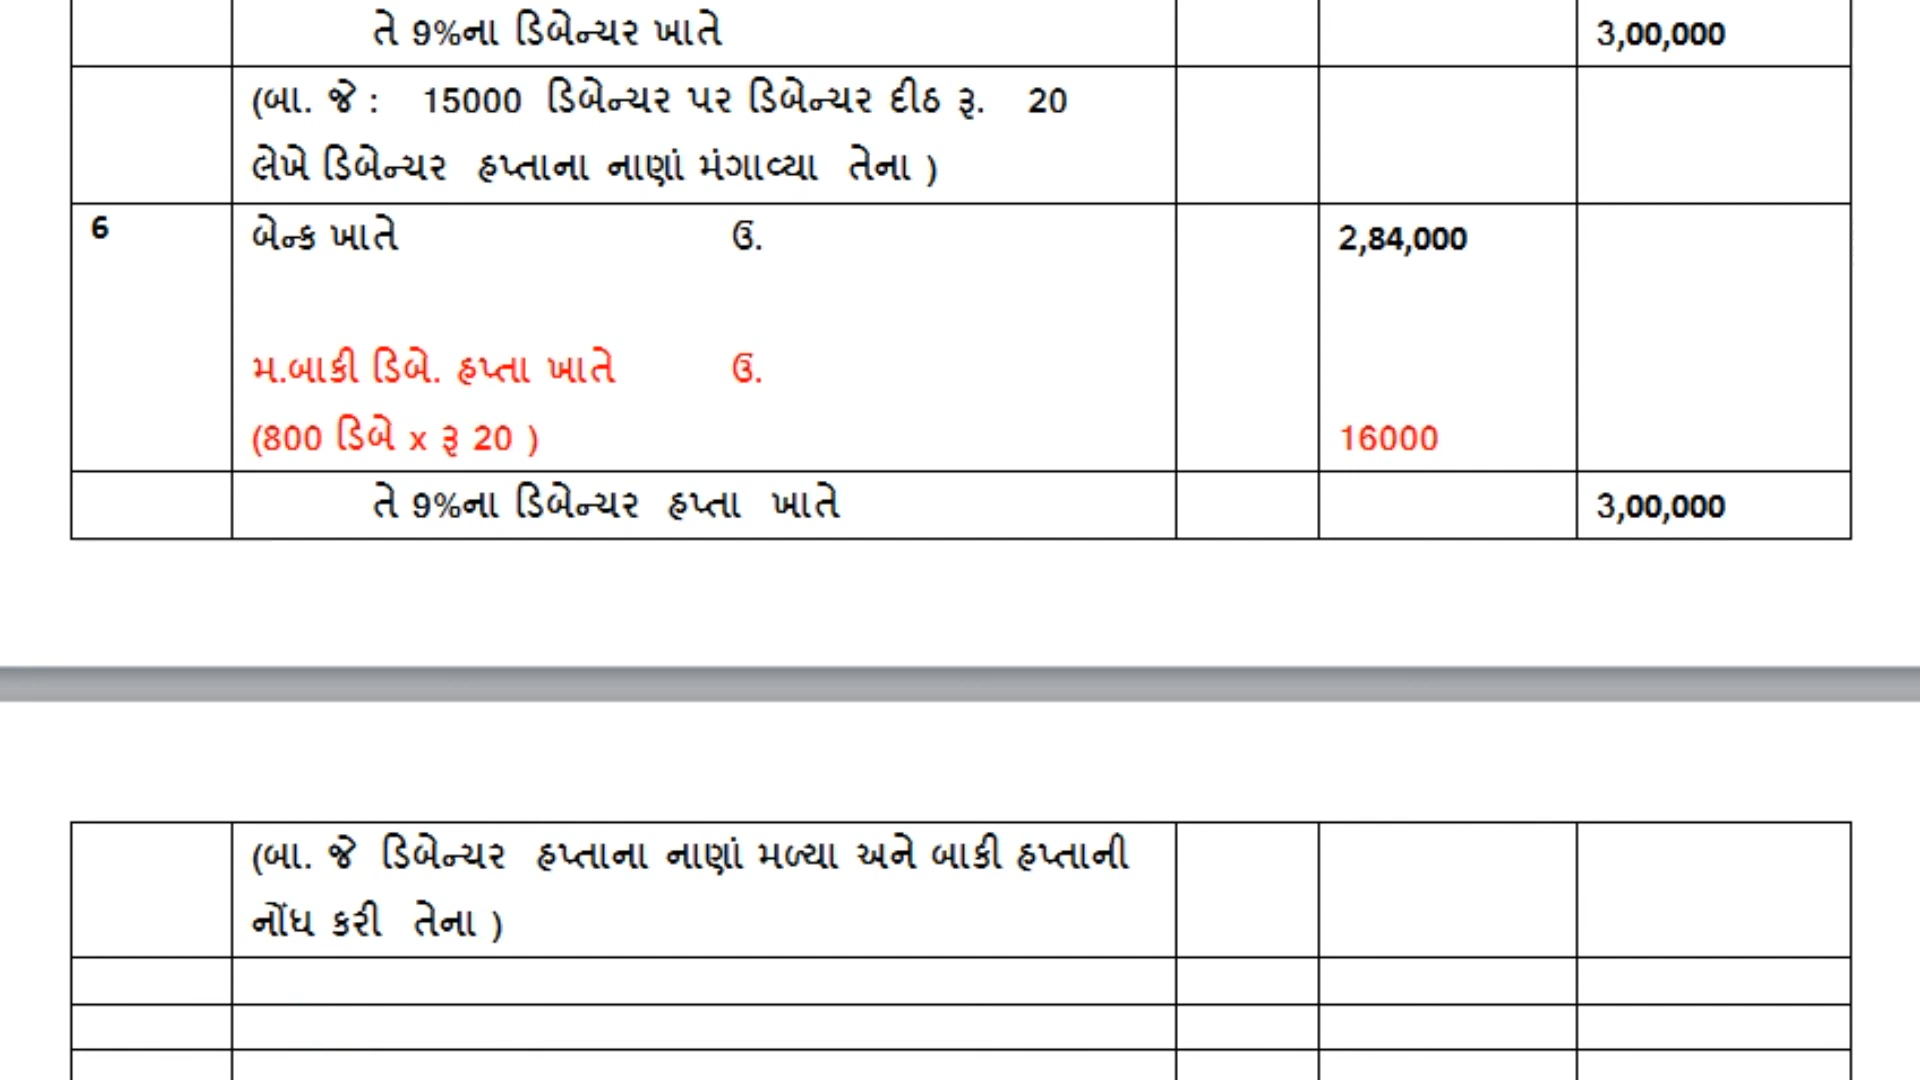 તે 9%ના ડિબેન્ચર ખાતે 3,00,000
(બા. જે : 15000 ડિબેન્ચર પર ડિબેન્ચર દીઠ રૂ. 20
લેખે ડિબેન્ચર હપ્તાના નાણાં મંગાવ્યા તેના )
6 બેન્ક ખાતે ઉ. 2,84,000
મ.બાકી ડિબે. હપ્તા ખાતે ઉ.
(800 ડિબે x રૂ 20 ) 16000
તે 9%ના ડિબેન્ચર હપ્તા ખાતે 3,00,000
(બા. જે ડિબેન્ચર હપ્તાના નાણાં મળ્યા અને બાકી હપ્તાની
નોંધ કરી તેના )